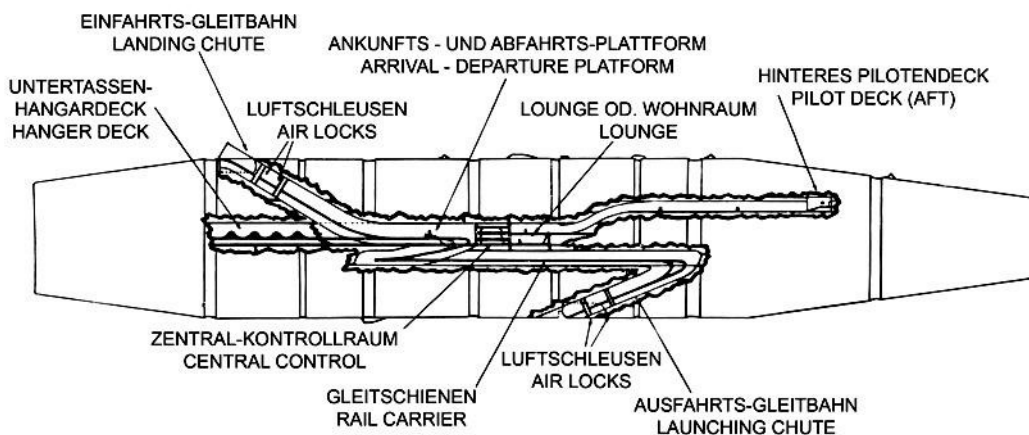 EINFAHRTS-GLEITBAHN
LANDING CHUTE
ANKUNFTS - UND ABFAHRTS-PLATTFORM
ARRIVAL - DEPARTURE PLATFORM
HINTERES PILOTENDECK
PILOT DECK (AFT)
UNTERTASSEN-
HANGARDECK
HANGER DECK
LUFTSCHLEUSEN
AIR LOCKS
LOUNGE OD. WOHNRAUM
LOUNGE
ZENTRAL-KONTROLLRAUM
CENTRAL CONTROL
LUFTSCHLEUSEN
AIR LOCKS
GLEITSCHIENEN
RAIL CARRIER
AUSFAHRTS-GLEITBAHN
LAUNCHING CHUTE